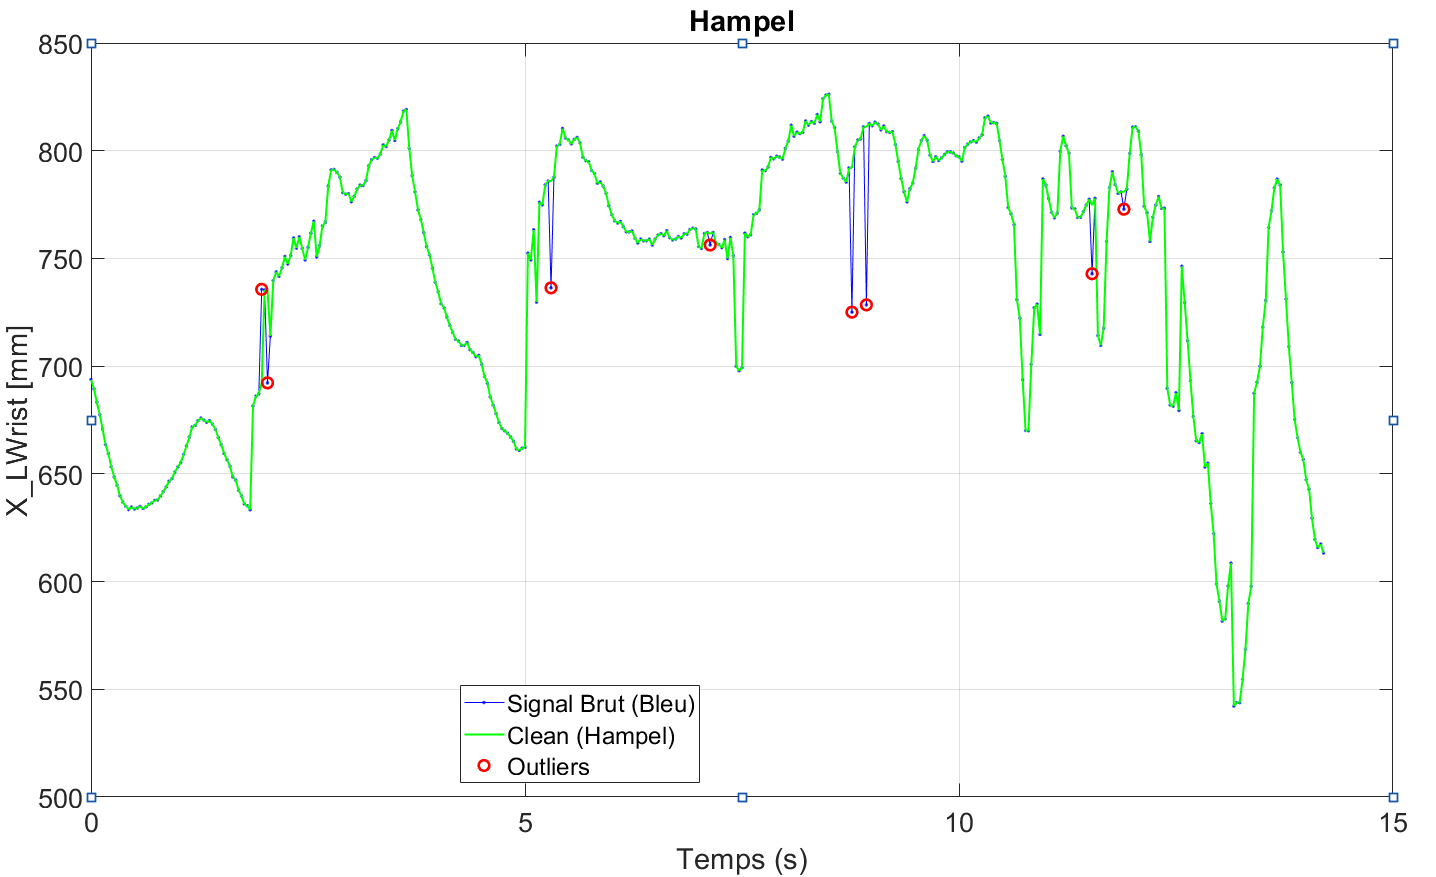 Hampel
850
800
750
700
650
600
550
500
X_LWrist [mm]
Signal Brut (Bleu)
Clean (Hampel)
Outliers
0 5 10 15
Temps (s)